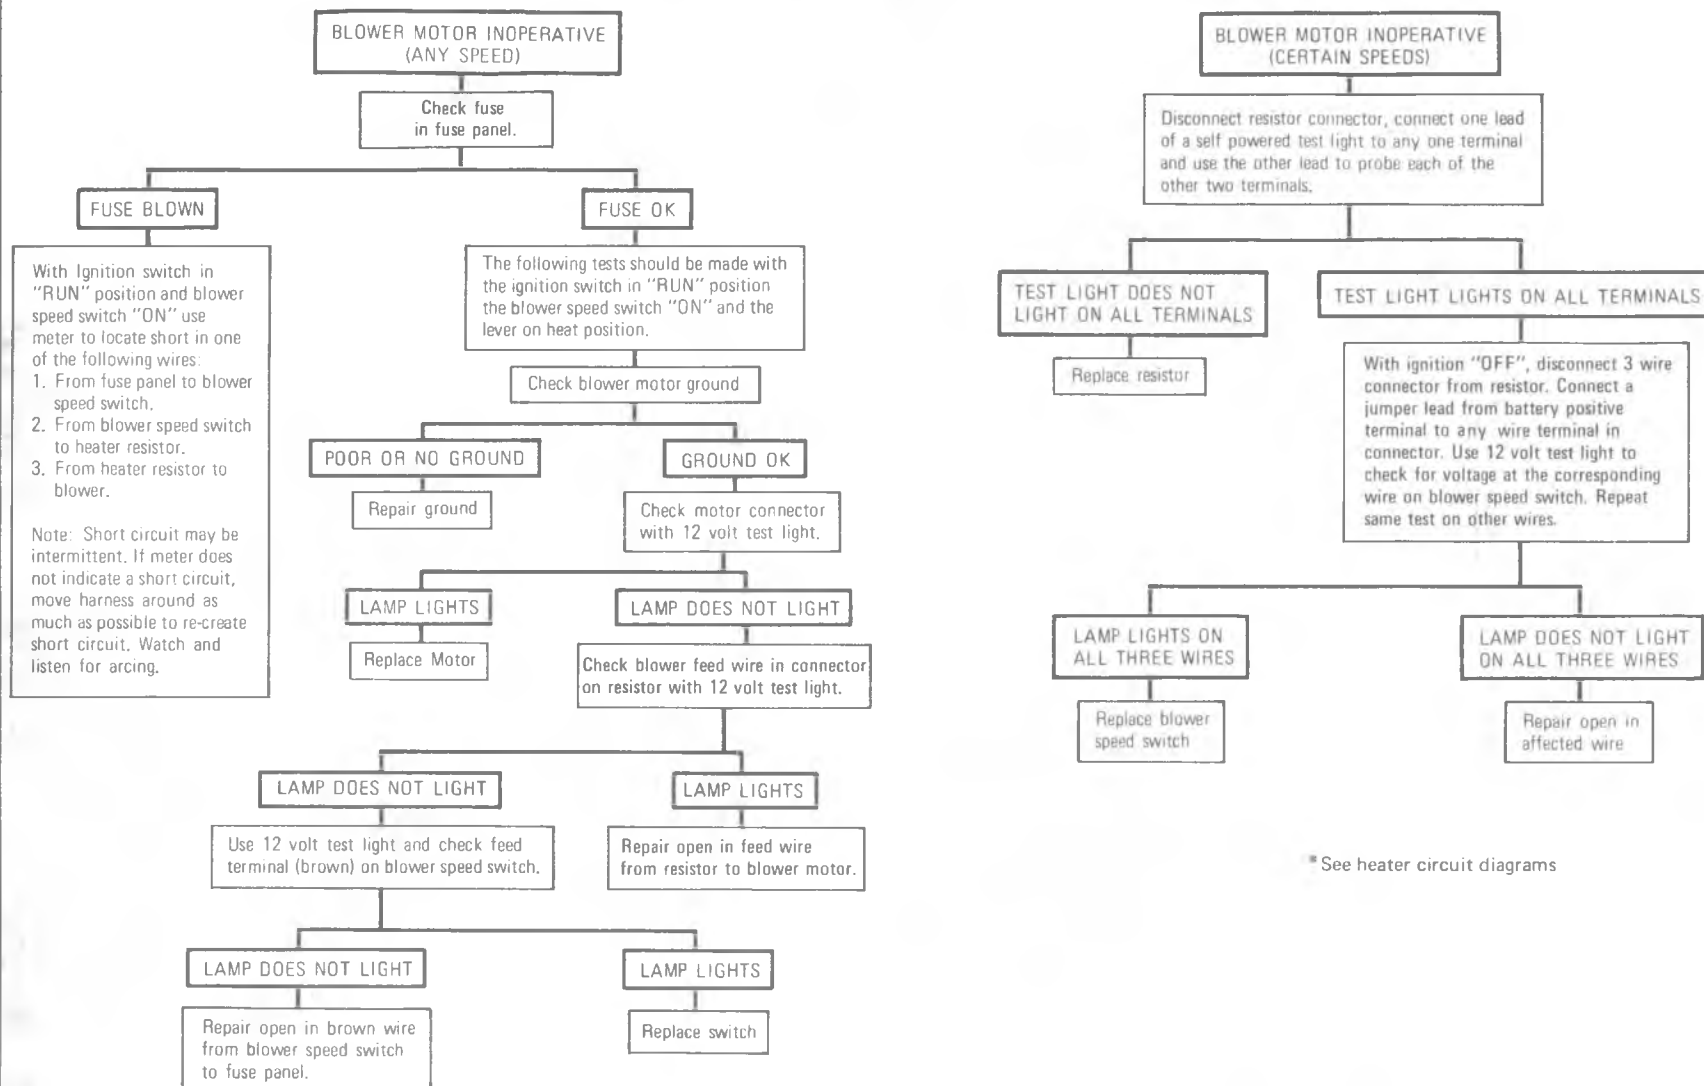 BLOWER MOTOR INOPERATIVE
(ANY SPEED)
Check fuse
in fuse panel.
FUSE BLOWN
With Ignition switch in
"RUN" position and blower
speed switch "ON" use
meter to locate short in one
of the following wires:
1. From fuse panel to blower
speed switch.
2. From blower speed switch
to heater resistor.
3. From heater resistor to
blower.
Note: Short circuit may be
intermittent. If meter does
not indicate a short circuit,
move harness around as
much as possible to re-create
short circuit. Watch and
listen for arcing.
FUSE OK
The following tests should be made with
the ignition switch in "RUN" position
the blower speed switch "ON" and the
lever on heat position.
Check blower motor ground
POOR OR NO GROUND
Repair ground
GROUND OK
Check motor connector
with 12 volt test light.
LAMP LIGHTS
Replace Motor
LAMP DOES NOT LIGHT
Check blower feed wire in connector
on resistor with 12 volt test light.
LAMP DOES NOT LIGHT
Use 12 volt test light and check feed
terminal (brown) on blower speed switch.
LAMP LIGHTS
Repair open in feed wire
from resistor to blower motor.
LAMP DOES NOT LIGHT
Repair open in brown wire
from blower speed switch
to fuse panel.
LAMP LIGHTS
Replace switch
BLOWER MOTOR INOPERATIVE
(CERTAIN SPEEDS)
Disconnect resistor connector, connect one lead
of a self powered test light to any one terminal
and use the other lead to probe each of the
other two terminals.
TEST LIGHT DOES NOT
LIGHT ON ALL TERMINALS
Replace resistor
TEST LIGHT LIGHTS ON ALL TERMINALS
With ignition "OFF", disconnect 3 wire
connector from resistor. Connect a
jumper lead from battery positive
terminal to any wire terminal in
connector. Use 12 volt test light to
check for voltage at the corresponding
wire on blower speed switch. Repeat
same test on other wires.
LAMP LIGHTS ON
ALL THREE WIRES
Replace blower
speed switch
LAMP DOES NOT LIGHT
ON ALL THREE WIRES
Repair open in
affected wire
*See heater circuit diagrams